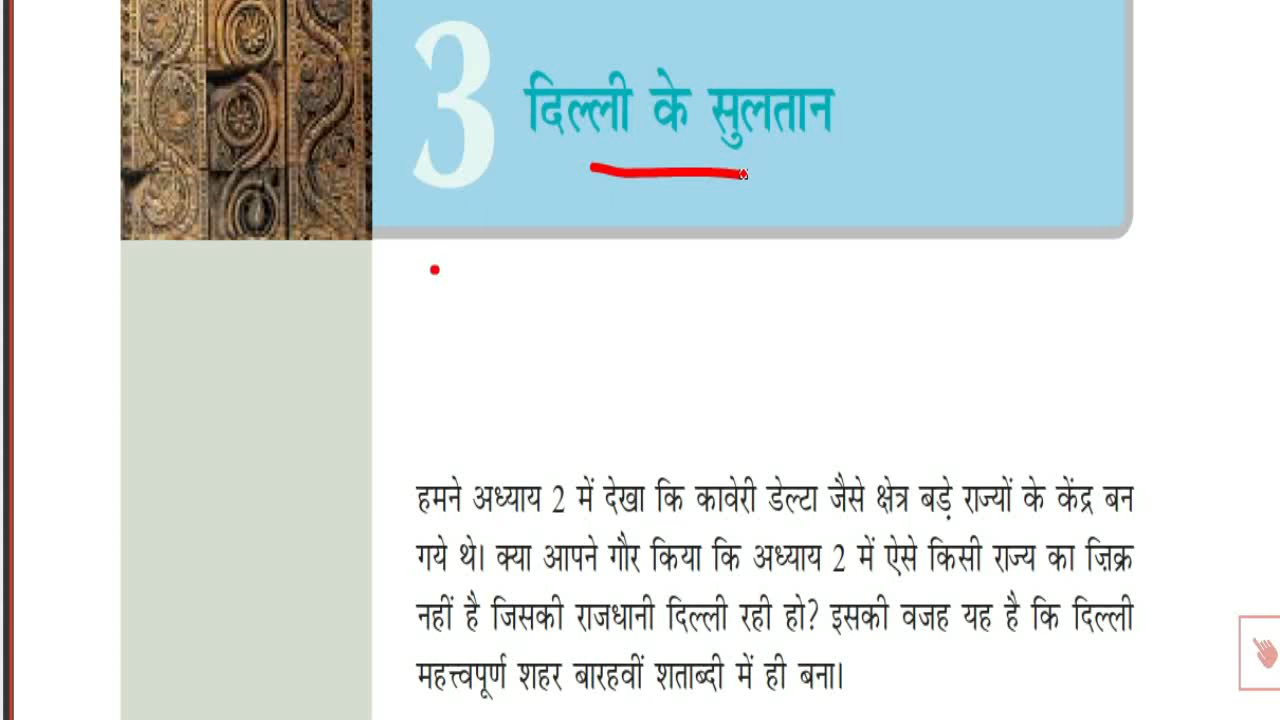 3 दिल्ली के सुलतान
हमने अध्याय 2 में देखा कि कावेरी डेल्टा जैसे क्षेत्र बड़े राज्यों के केंद्र बन
गये थे। क्या आपने गौर किया कि अध्याय 2 में ऐसे किसी राज्य का ज़िक्र
नहीं है जिसकी राजधानी दिल्ली रही हो? इसकी वजह यह है कि दिल्ली
महत्त्वपूर्ण शहर बारहवीं शताब्दी में ही बना।